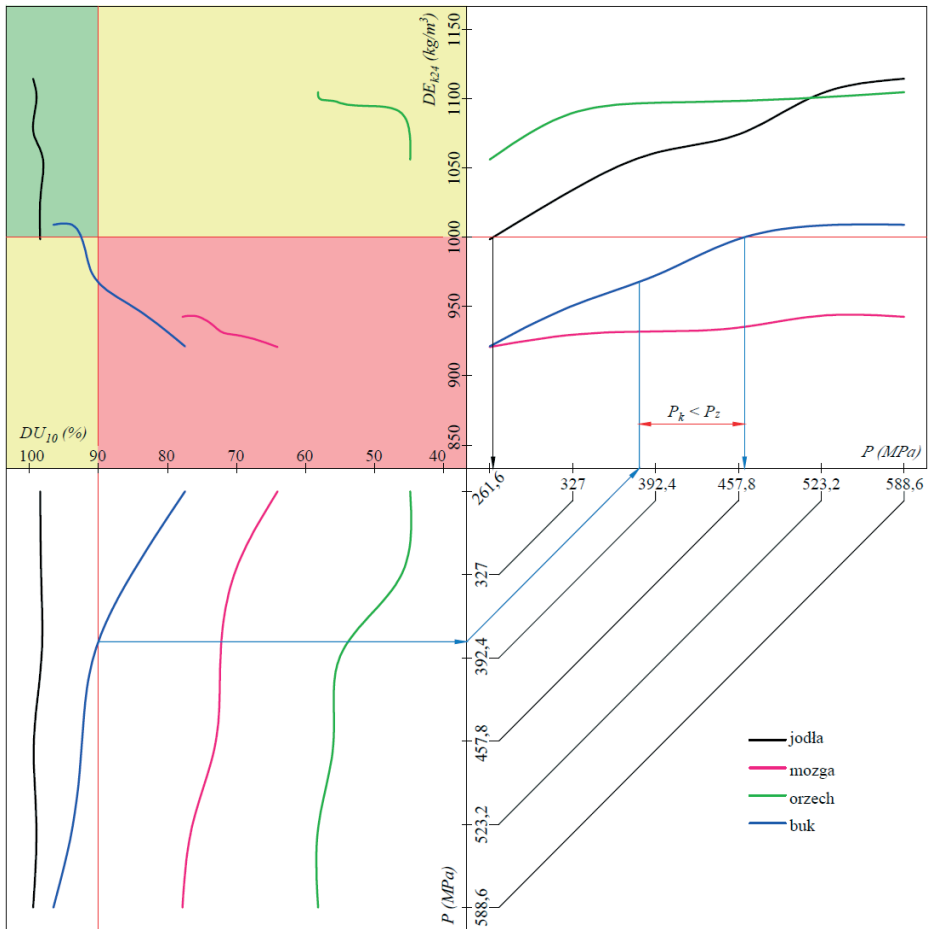 DE_k24 (kg/m³)
1150
1100
1050
1000
950
900
850
P_k < P_z
DU_10 (%)
P (MPa)
100 90 80 70 60 50 40
261,6 327 392,4 457,8 523,2 588,6
327
392,4
457,8
523,2
588,6
P (MPa)
jodła
mozga
orzech
buk